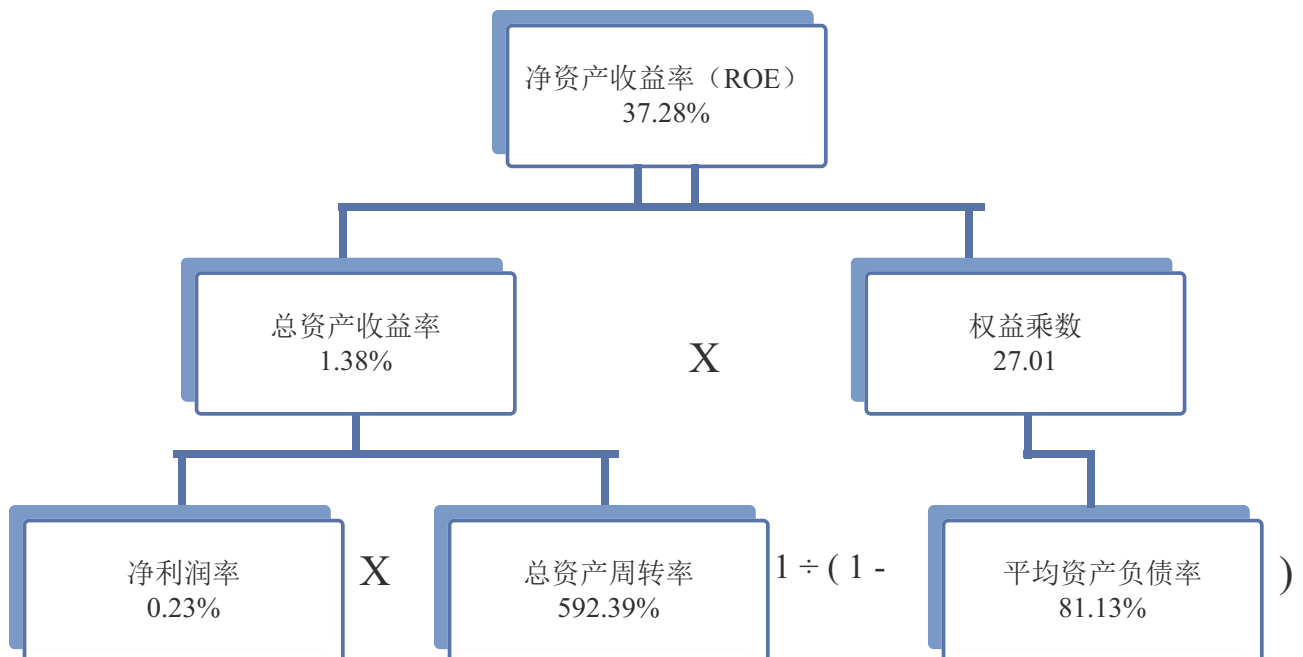 净资产收益率（ROE）
37.28%
总资产收益率
1.38%
X
权益乘数
27.01
净利润率
0.23%
X
总资产周转率
592.39%
1 ÷ ( 1 -
平均资产负债率
81.13%
)